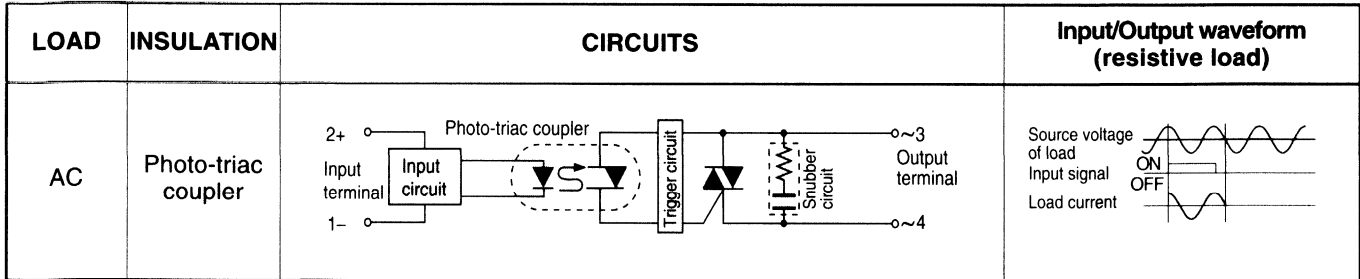 LOAD
INSULATION
CIRCUITS
Input/Output waveform
(resistive load)
AC
Photo-triac
coupler
2+
Input
terminal
1–
Input
circuit
Photo-triac coupler
Trigger circuit
Snubber
circuit
~3
Output
terminal
~4
Source voltage
of load
Input signal
ON
OFF
Load current